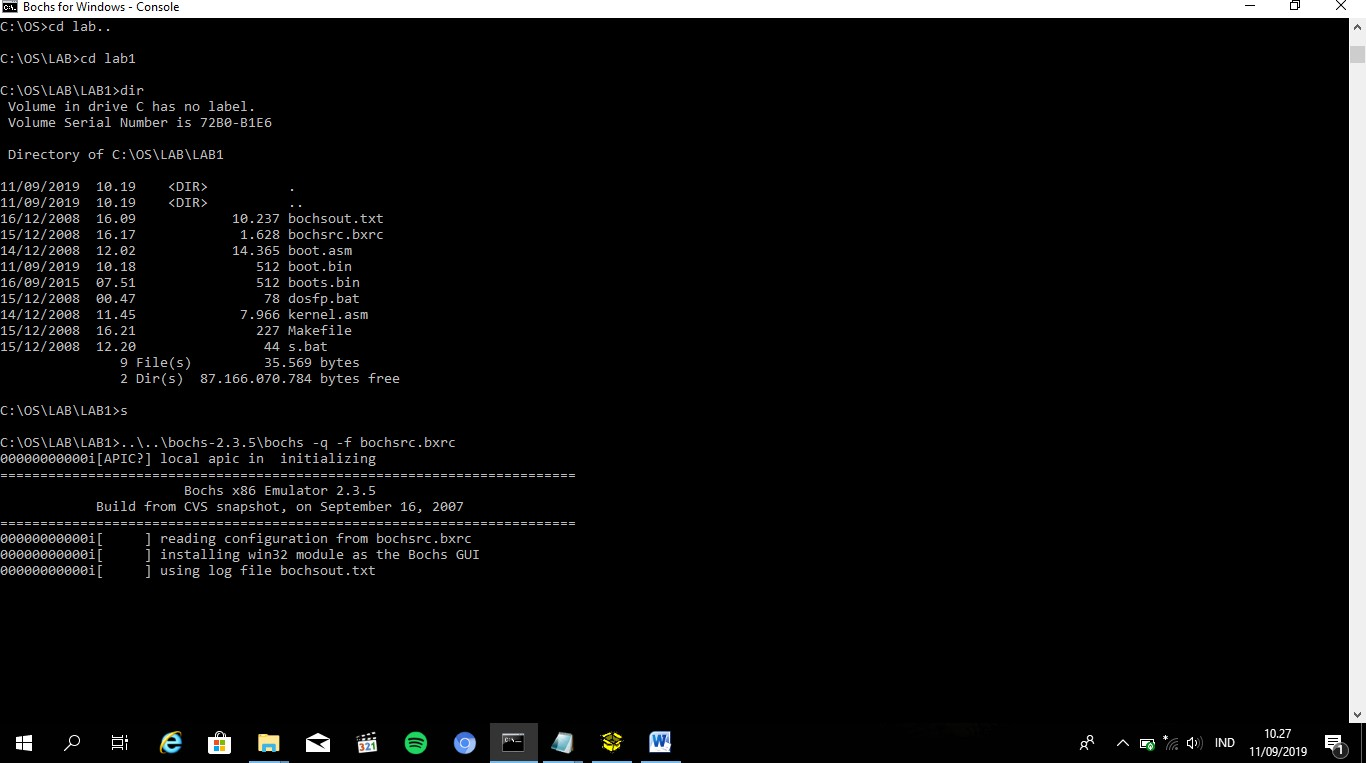 Bochs for Windows - Console
C:\OS>cd lab..
C:\OS\LAB>cd lab1
C:\OS\LAB\LAB1>dir
 Volume in drive C has no label.
 Volume Serial Number is 72B0-B1E6
 Directory of C:\OS\LAB\LAB1
11/09/2019  10.19    <DIR>          .
11/09/2019  10.19    <DIR>          ..
16/12/2008  16.09            10.237 bochsout.txt
15/12/2008  16.17             1.628 bochsrc.bxrc
14/12/2008  12.02            14.365 boot.asm
11/09/2019  10.18               512 boot.bin
16/09/2015  07.51               512 boots.bin
15/12/2008  00.47                78 dosfp.bat
14/12/2008  11.45             7.966 kernel.asm
15/12/2008  16.21               227 Makefile
15/12/2008  12.20                44 s.bat
               9 File(s)         35.569 bytes
               2 Dir(s)  87.166.070.784 bytes free
C:\OS\LAB\LAB1>s
C:\OS\LAB\LAB1>..\..\bochs-2.3.5\bochs -q -f bochsrc.bxrc
00000000000i[APIC?] local apic in  initializing
========================================================================
                       Bochs x86 Emulator 2.3.5
            Build from CVS snapshot, on September 16, 2007
========================================================================
00000000000i[     ] reading configuration from bochsrc.bxrc
00000000000i[     ] installing win32 module as the Bochs GUI
00000000000i[     ] using log file bochsout.txt
321
IND
10.27
11/09/2019
1